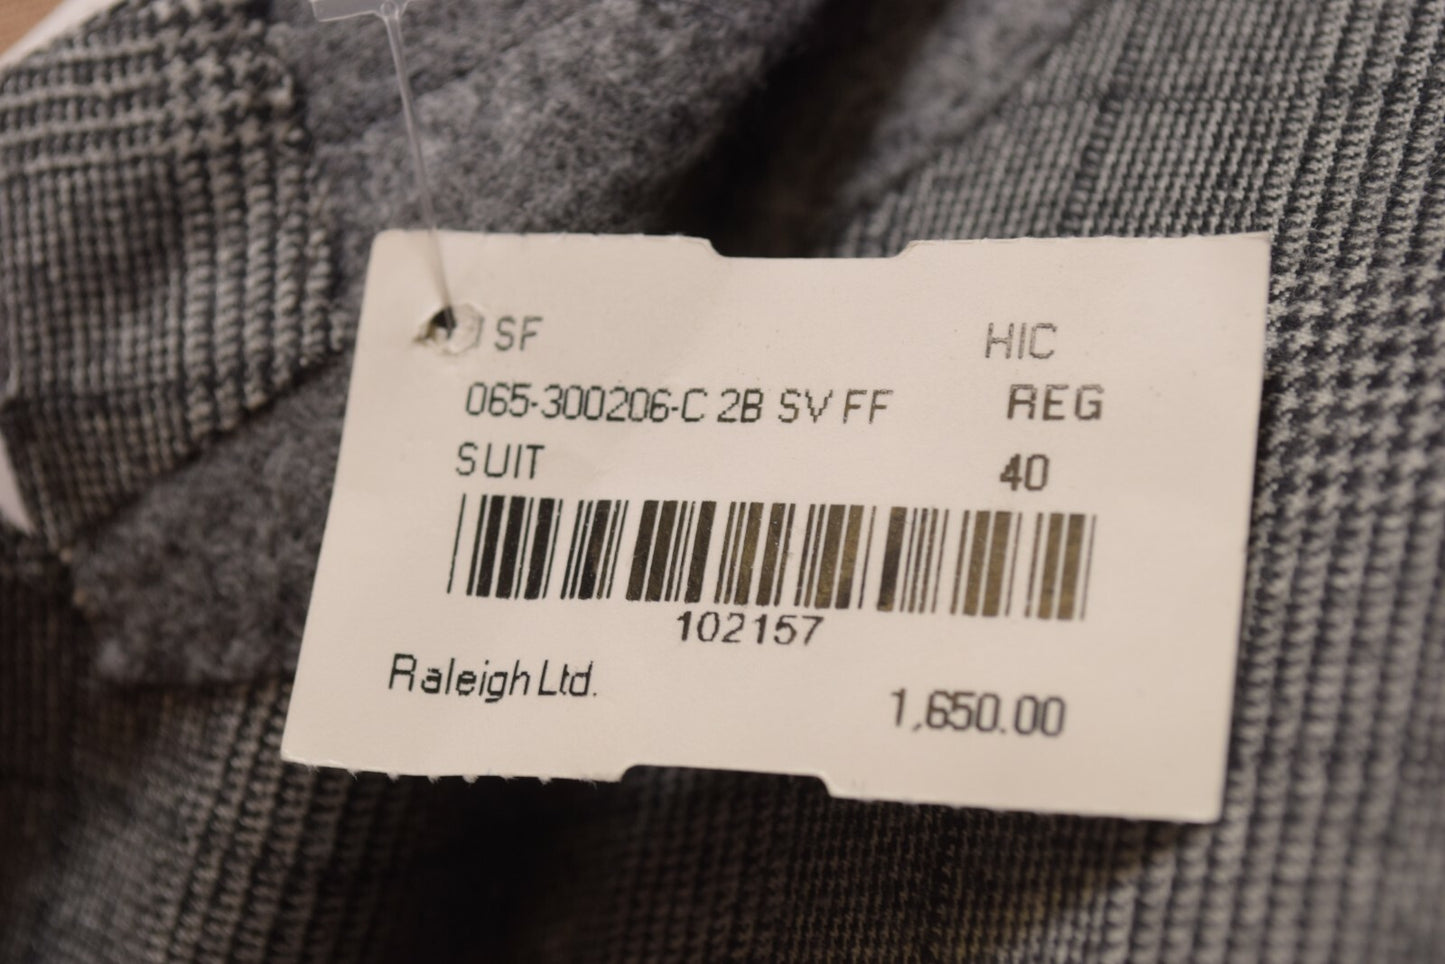 SF HIC
065-300206-C 2B SV FF REG
SUIT 40
102157
Raleigh Ltd.
1,650.00